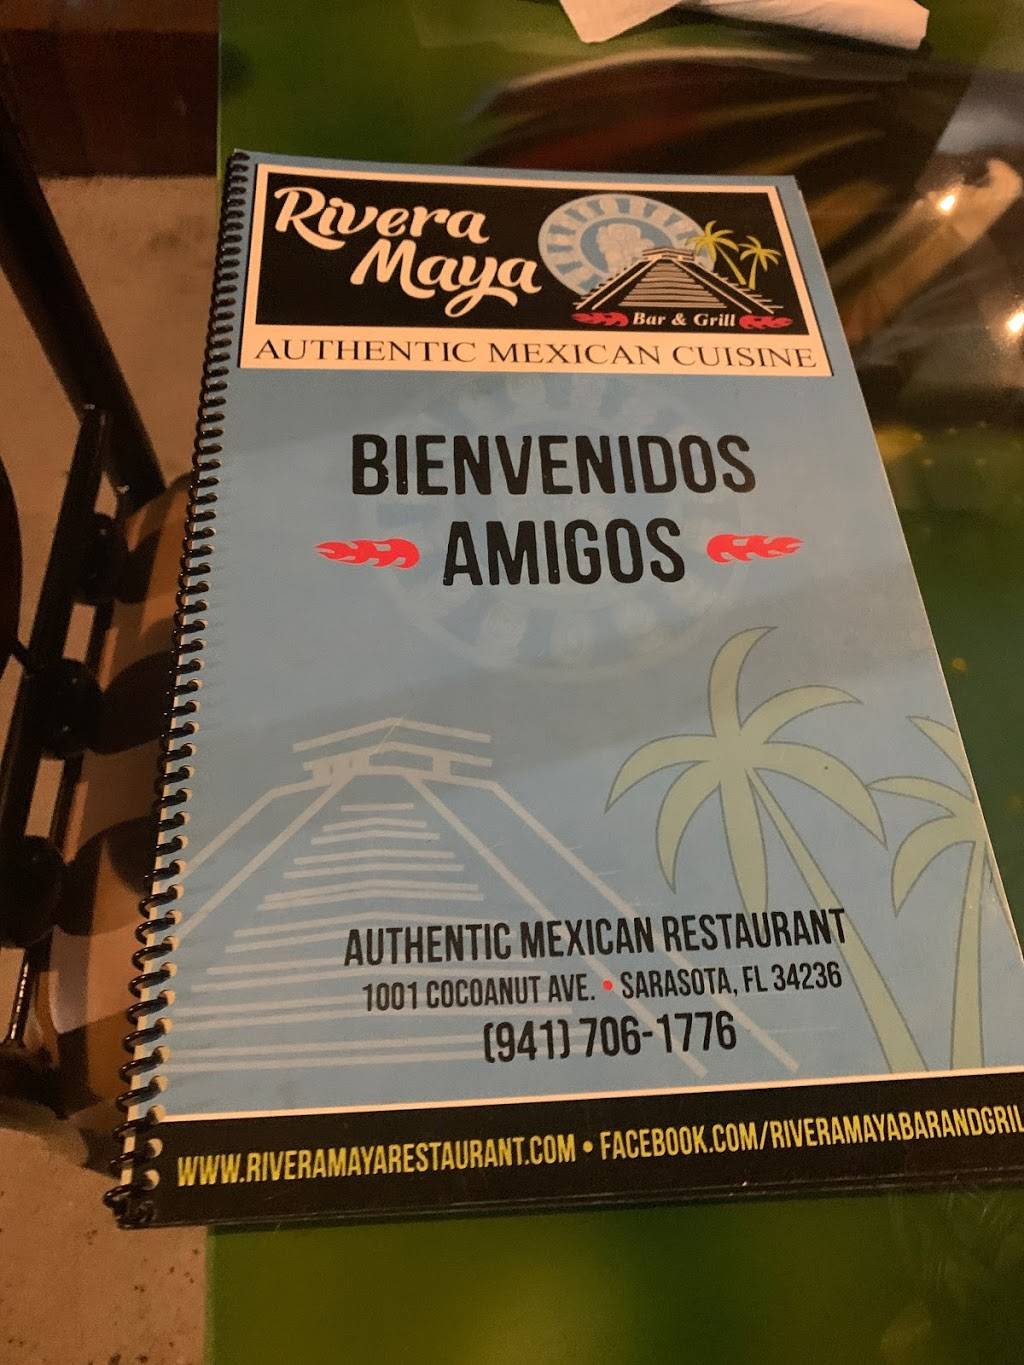 Rivera
Maya
Bar & Grill
AUTHENTIC MEXICAN CUISINE
BIENVENIDOS
AMIGOS
AUTHENTIC MEXICAN RESTAURANT
1001 COCOANUT AVE. • SARASOTA, FL 34236
(941) 706-1776
WWW.RIVERAMAYARESTAURANT.COM • FACEBOOK.COM/RIVERAMAYABARANDGRIL